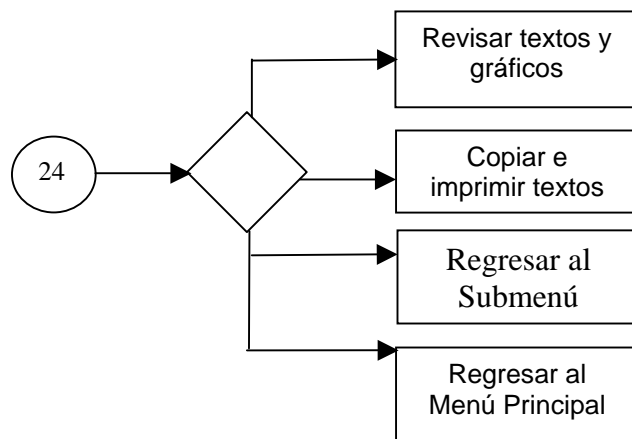 Revisar textos y
gráficos
24
Copiar e
imprimir textos
Regresar al
Submenú
Regresar al
Menú Principal